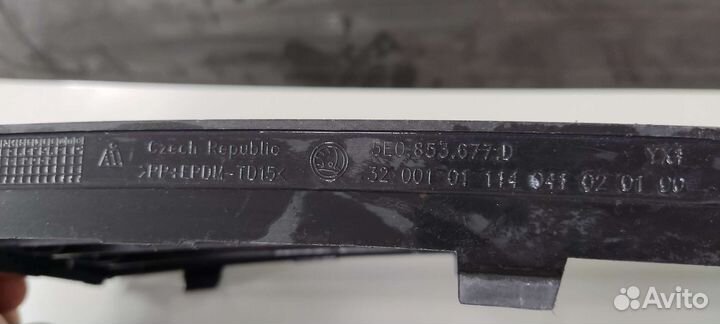 Czech Republic
>PP+EPDM-TD15<
5E0.853.677.D
32 001 01 114 041 02 01 00
Avito